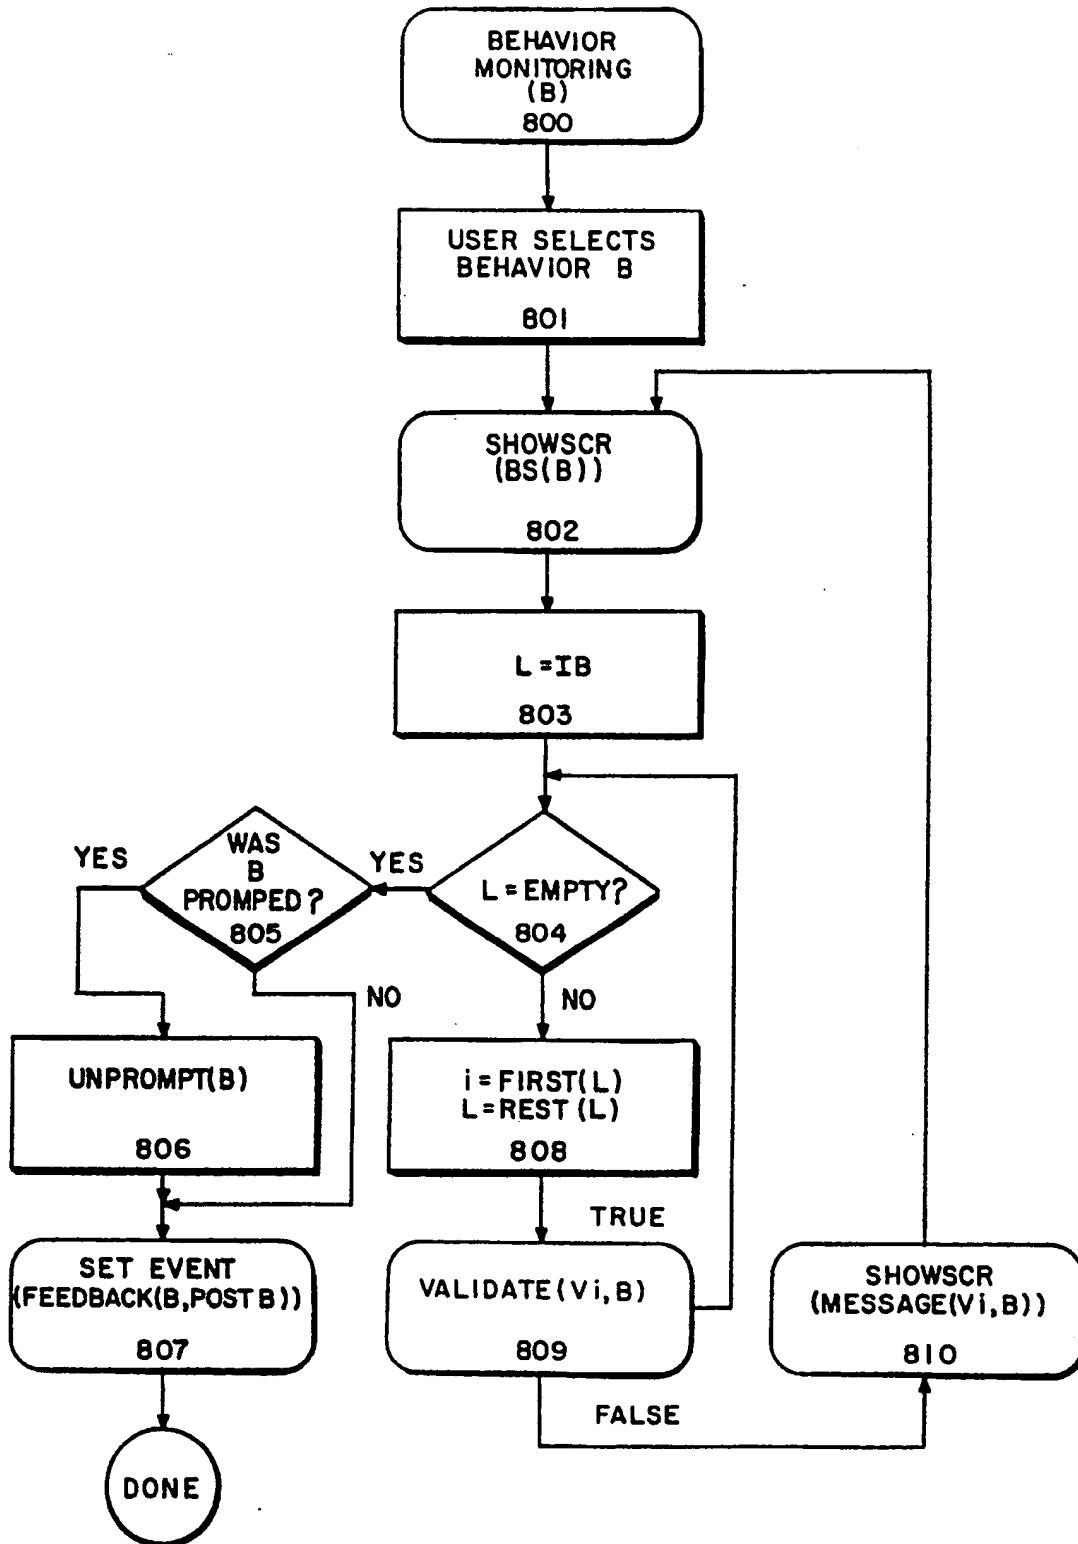 BEHAVIOR
MONITORING
(B)
800
USER SELECTS
BEHAVIOR B
801
SHOWSCR
(BS(B))
802
L=IB
803
L=EMPTY?
804
YES
WAS
B
PROMPED?
805
YES
NO
NO
UNPROMPT(B)
806
i=FIRST(L)
L=REST(L)
808
TRUE
SET EVENT
(FEEDBACK(B,POST B))
807
VALIDATE(Vi,B)
809
SHOWSCR
(MESSAGE(Vi,B))
810
FALSE
DONE